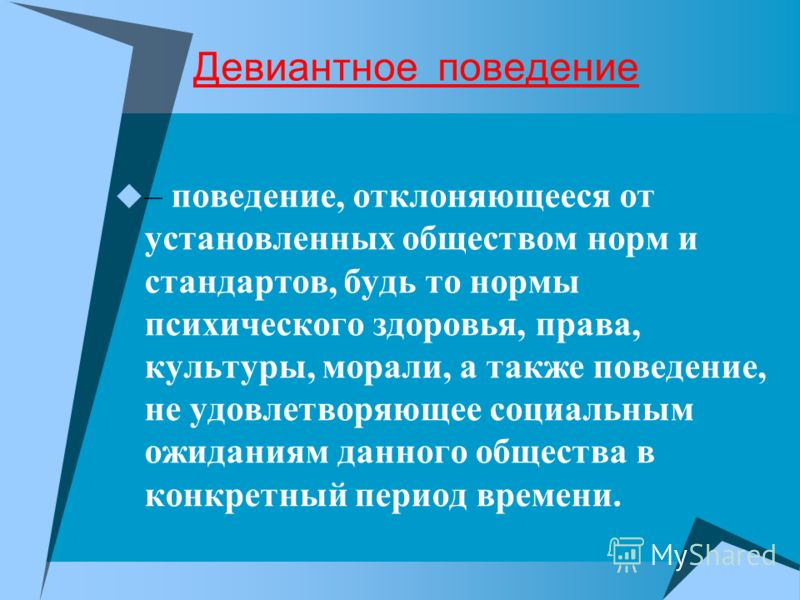 Девиантное поведение
– поведение, отклоняющееся от
установленных обществом норм и
стандартов, будь то нормы
психического здоровья, права,
культуры, морали, а также поведение,
не удовлетворяющее социальным
ожиданиям данного общества в
конкретный период времени.
MyShared